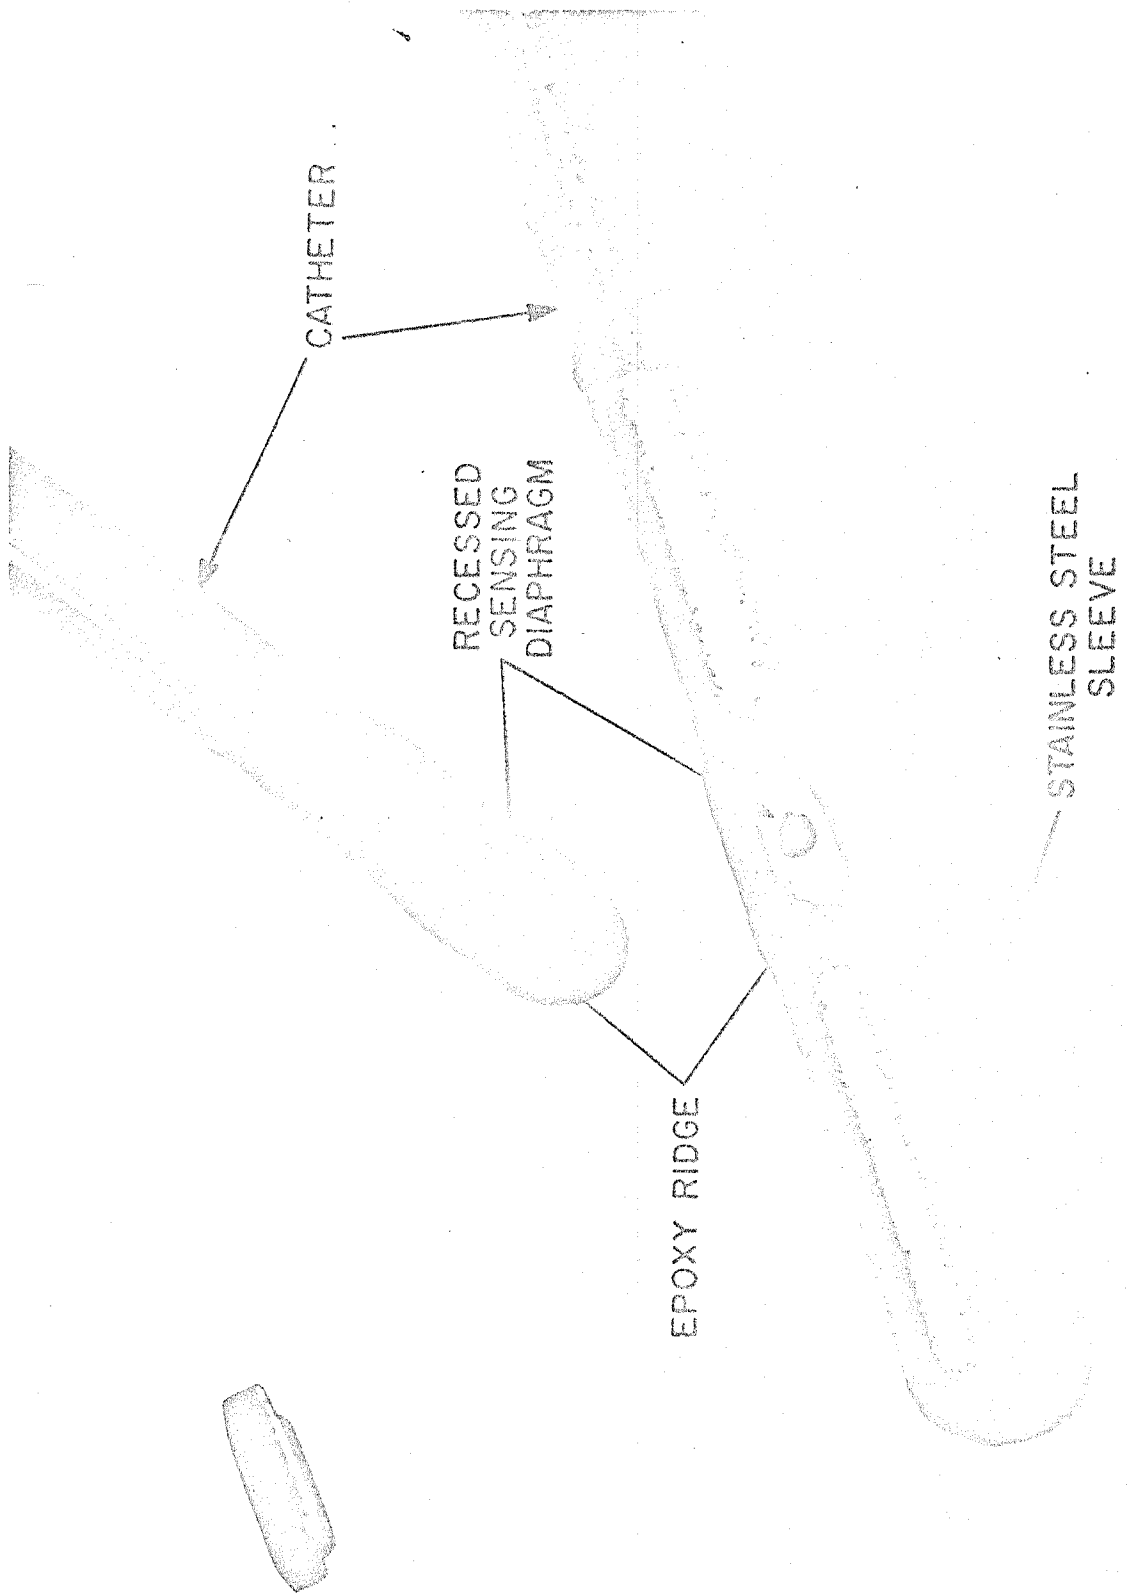 CATHETER
RECESSED
SENSING
DIAPHRAGM
EPOXY RIDGE
STAINLESS STEEL
SLEEVE